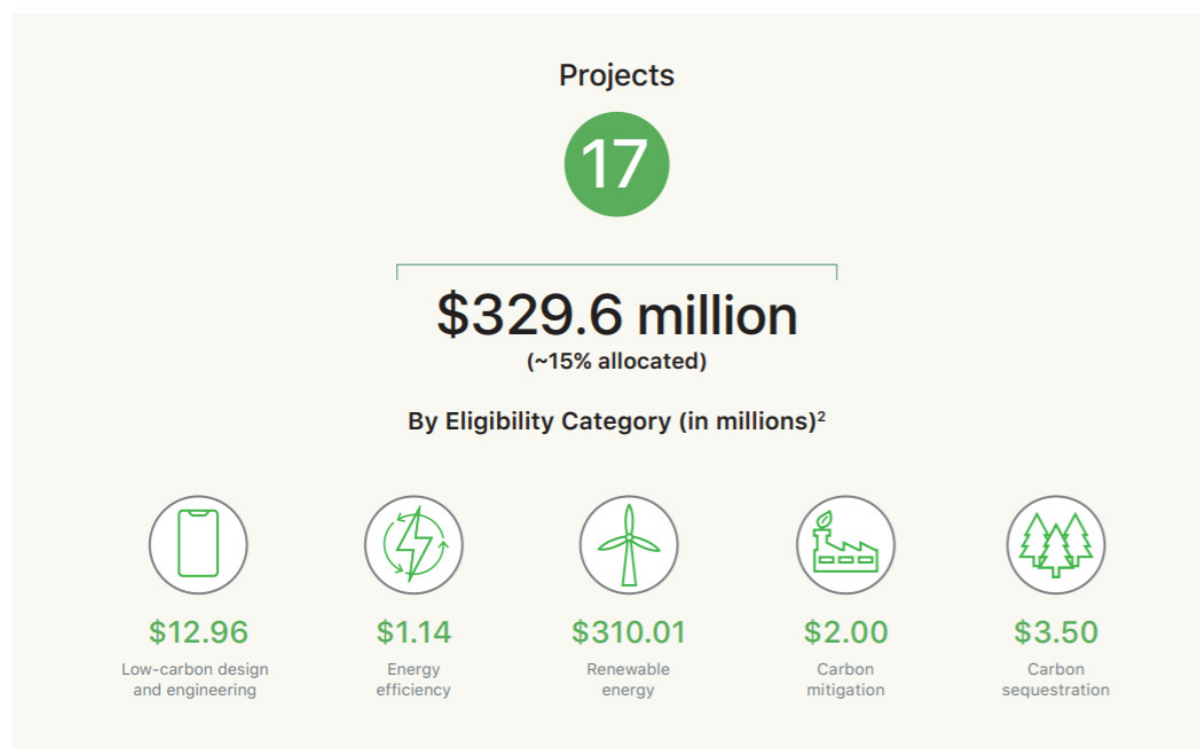 Projects
17
$329.6 million
(~15% allocated)
By Eligibility Category (in millions)²
$12.96
Low-carbon design
and engineering
$1.14
Energy
efficiency
$310.01
Renewable
energy
$2.00
Carbon
mitigation
$3.50
Carbon
sequestration